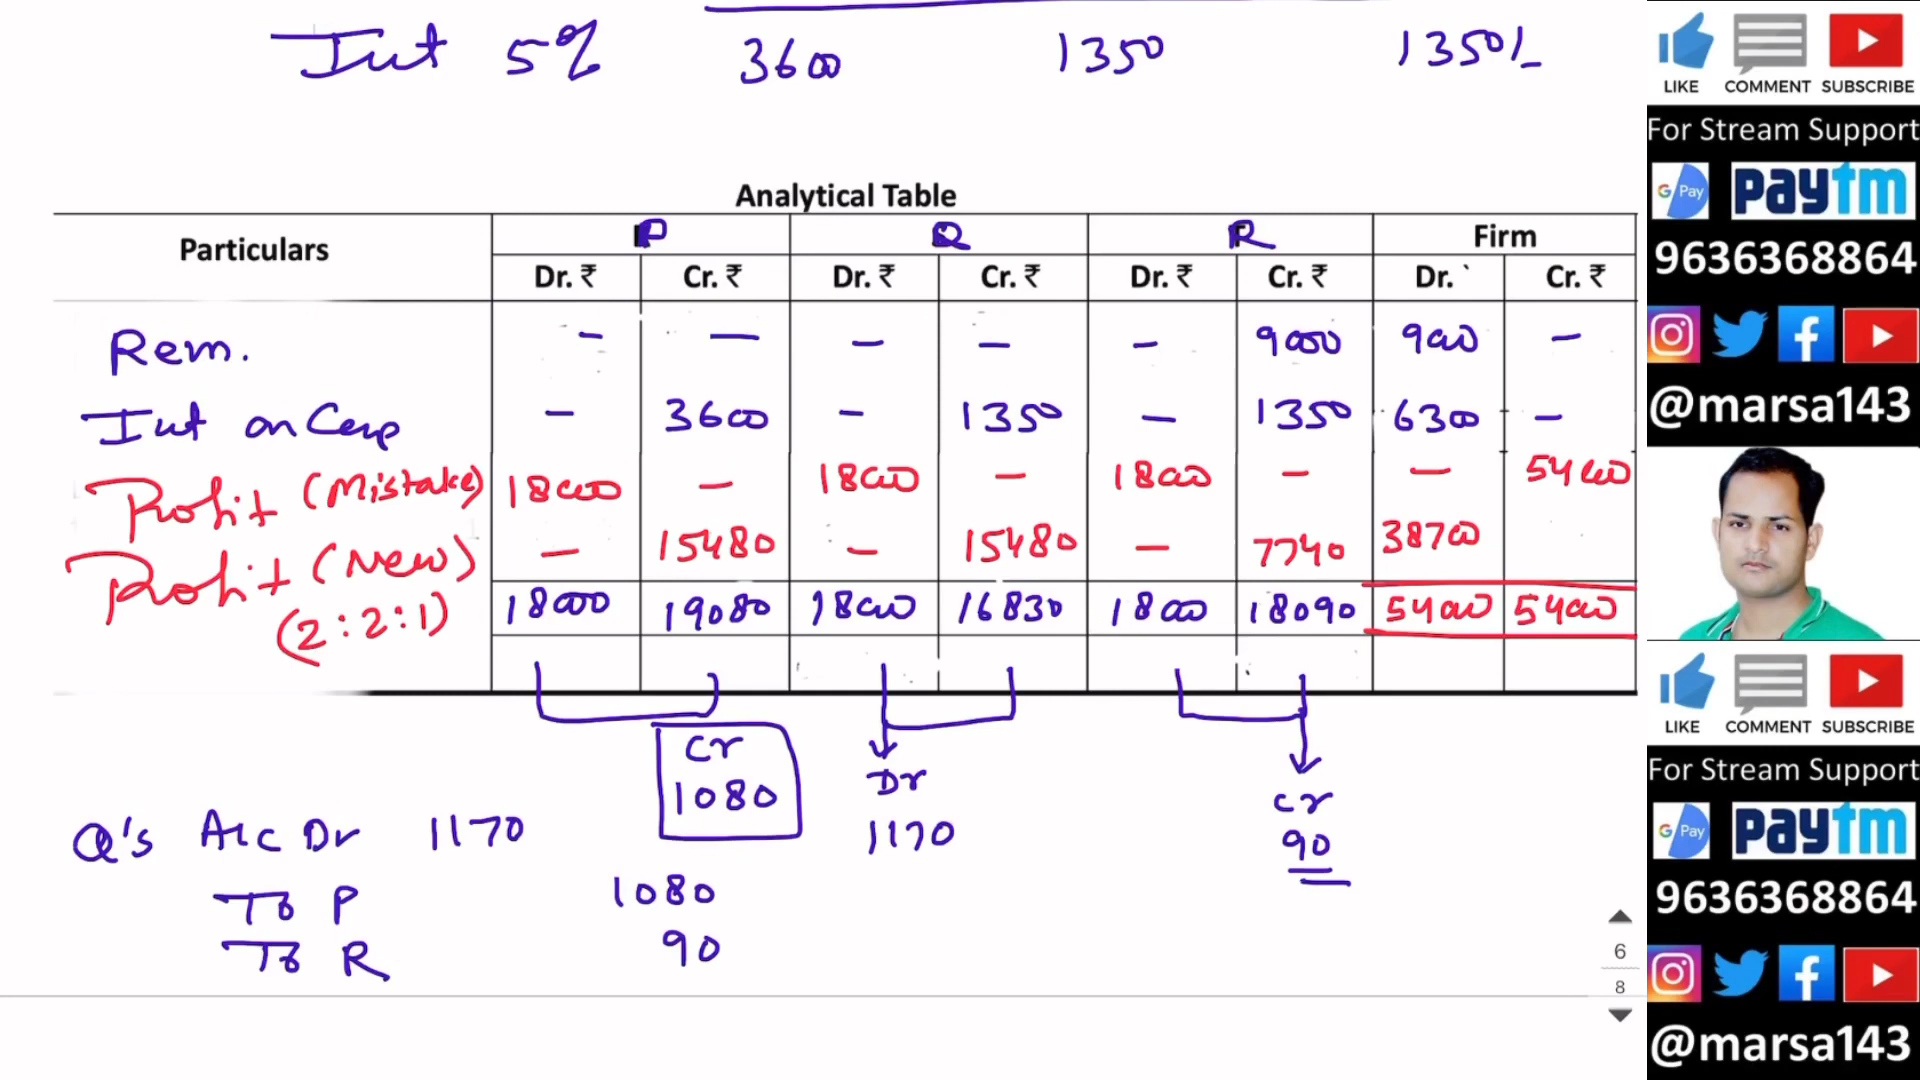 Int 5% 3600 1350 1350/-
Analytical Table
Particulars P Q R Firm
Dr. ₹ Cr. ₹ Dr. ₹ Cr. ₹ Dr. ₹ Cr. ₹ Dr. ` Cr. ₹
Rem. - - - - - 9000 9000 -
Int on Cap - 3600 - 1350 - 1350 6300 -
Profit (Mistake) 18000 - 18000 - 18000 - - 54000
Profit (New) - 15480 - 15480 - 7740 38700
(2:2:1) 18000 19080 18000 16830 18000 18090 54000 54000
Cr
1080
Dr
1170
Cr
90
Q's A/c Dr 1170
To P 1080
To R 90
6
8
LIKE COMMENT SUBSCRIBE
For Stream Support
G Pay paytm
9636368864
@marsa143
LIKE COMMENT SUBSCRIBE
For Stream Support
G Pay paytm
9636368864
@marsa143